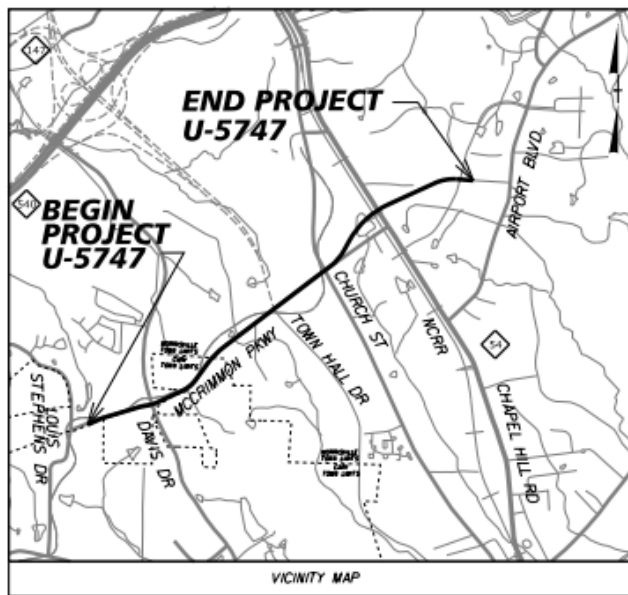 147
END PROJECT
U-5747
540
BEGIN
PROJECT
U-5747
AIRPORT BLVD.
MCCRIMMON PKWY
TOWN HALL DR
CHURCH ST
NCRR
54
LOUIS
STEPHENS DR
DAVIS DR
CHAPEL HILL RD
VICINITY MAP